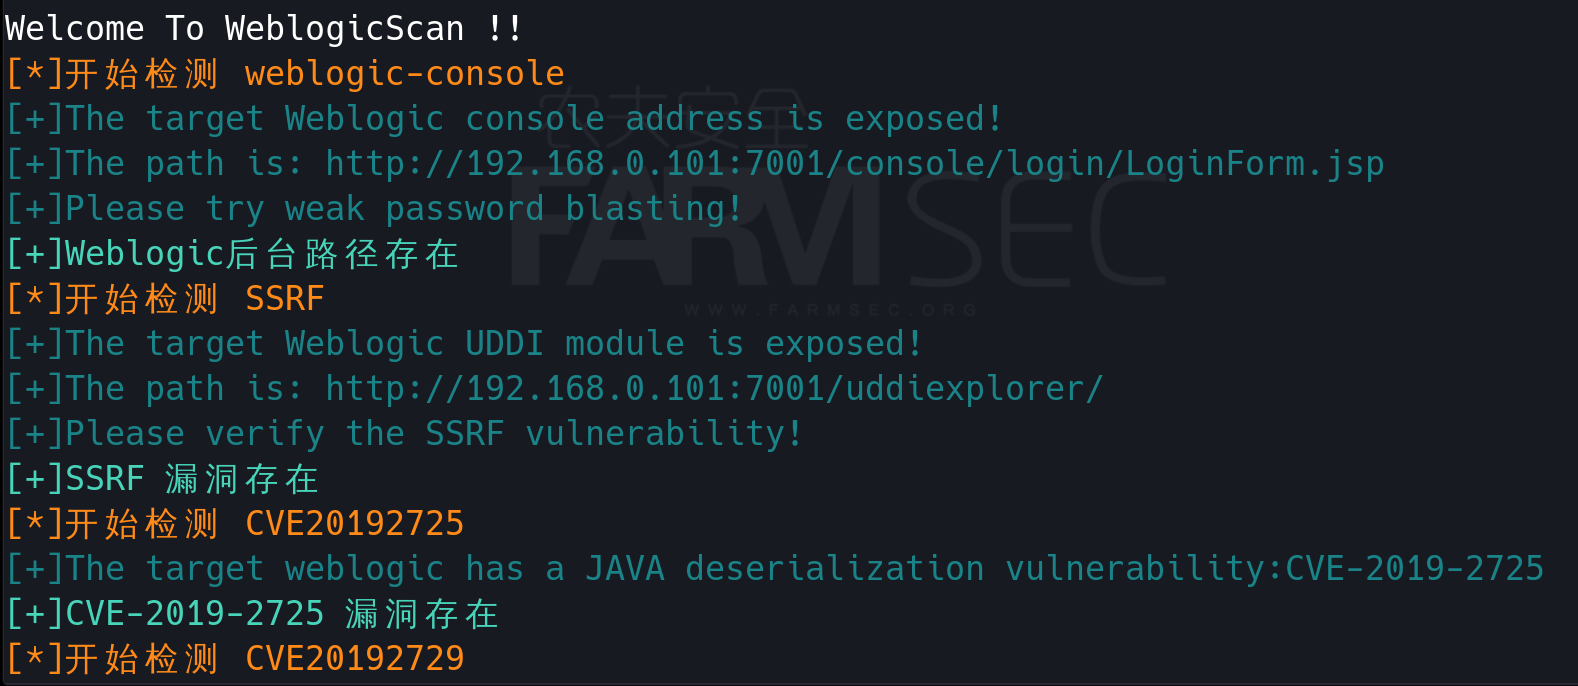 Welcome To WeblogicScan !!
[*]开始检测 weblogic-console
[+]The target Weblogic console address is exposed!
[+]The path is: http://192.168.0.101:7001/console/login/LoginForm.jsp
[+]Please try weak password blasting!
[+]Weblogic后台路径存在
[*]开始检测 SSRF
[+]The target Weblogic UDDI module is exposed!
[+]The path is: http://192.168.0.101:7001/uddiexplorer/
[+]Please verify the SSRF vulnerability!
[+]SSRF 漏洞存在
[*]开始检测 CVE20192725
[+]The target weblogic has a JAVA deserialization vulnerability:CVE-2019-2725
[+]CVE-2019-2725 漏洞存在
[*]开始检测 CVE20192729
农夫安全
FARMSEC
WWW.FARMSEC.ORG